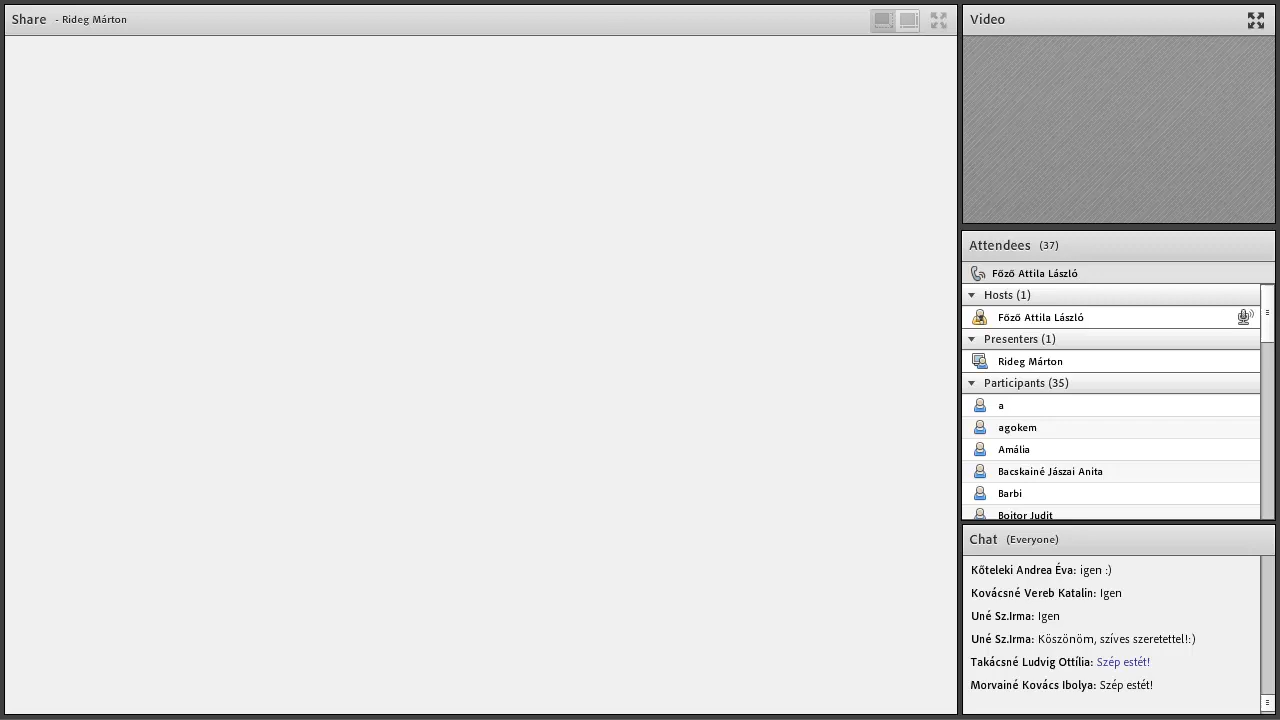 Share - Rideg Márton
Video
Attendees (37)
Főző Attila László
Hosts (1)
Főző Attila László
Presenters (1)
Rideg Márton
Participants (35)
a
agokem
Amália
Bacskainé Jászai Anita
Barbi
Boitor Judit
Chat (Everyone)
Kőteleki Andrea Éva: igen :)
Kovácsné Vereb Katalin: Igen
Uné Sz.Irma: Igen
Uné Sz.Irma: Köszönöm, szíves szeretettel!:)
Takácsné Ludvig Ottília: Szép estét!
Morvainé Kovács Ibolya: Szép estét!